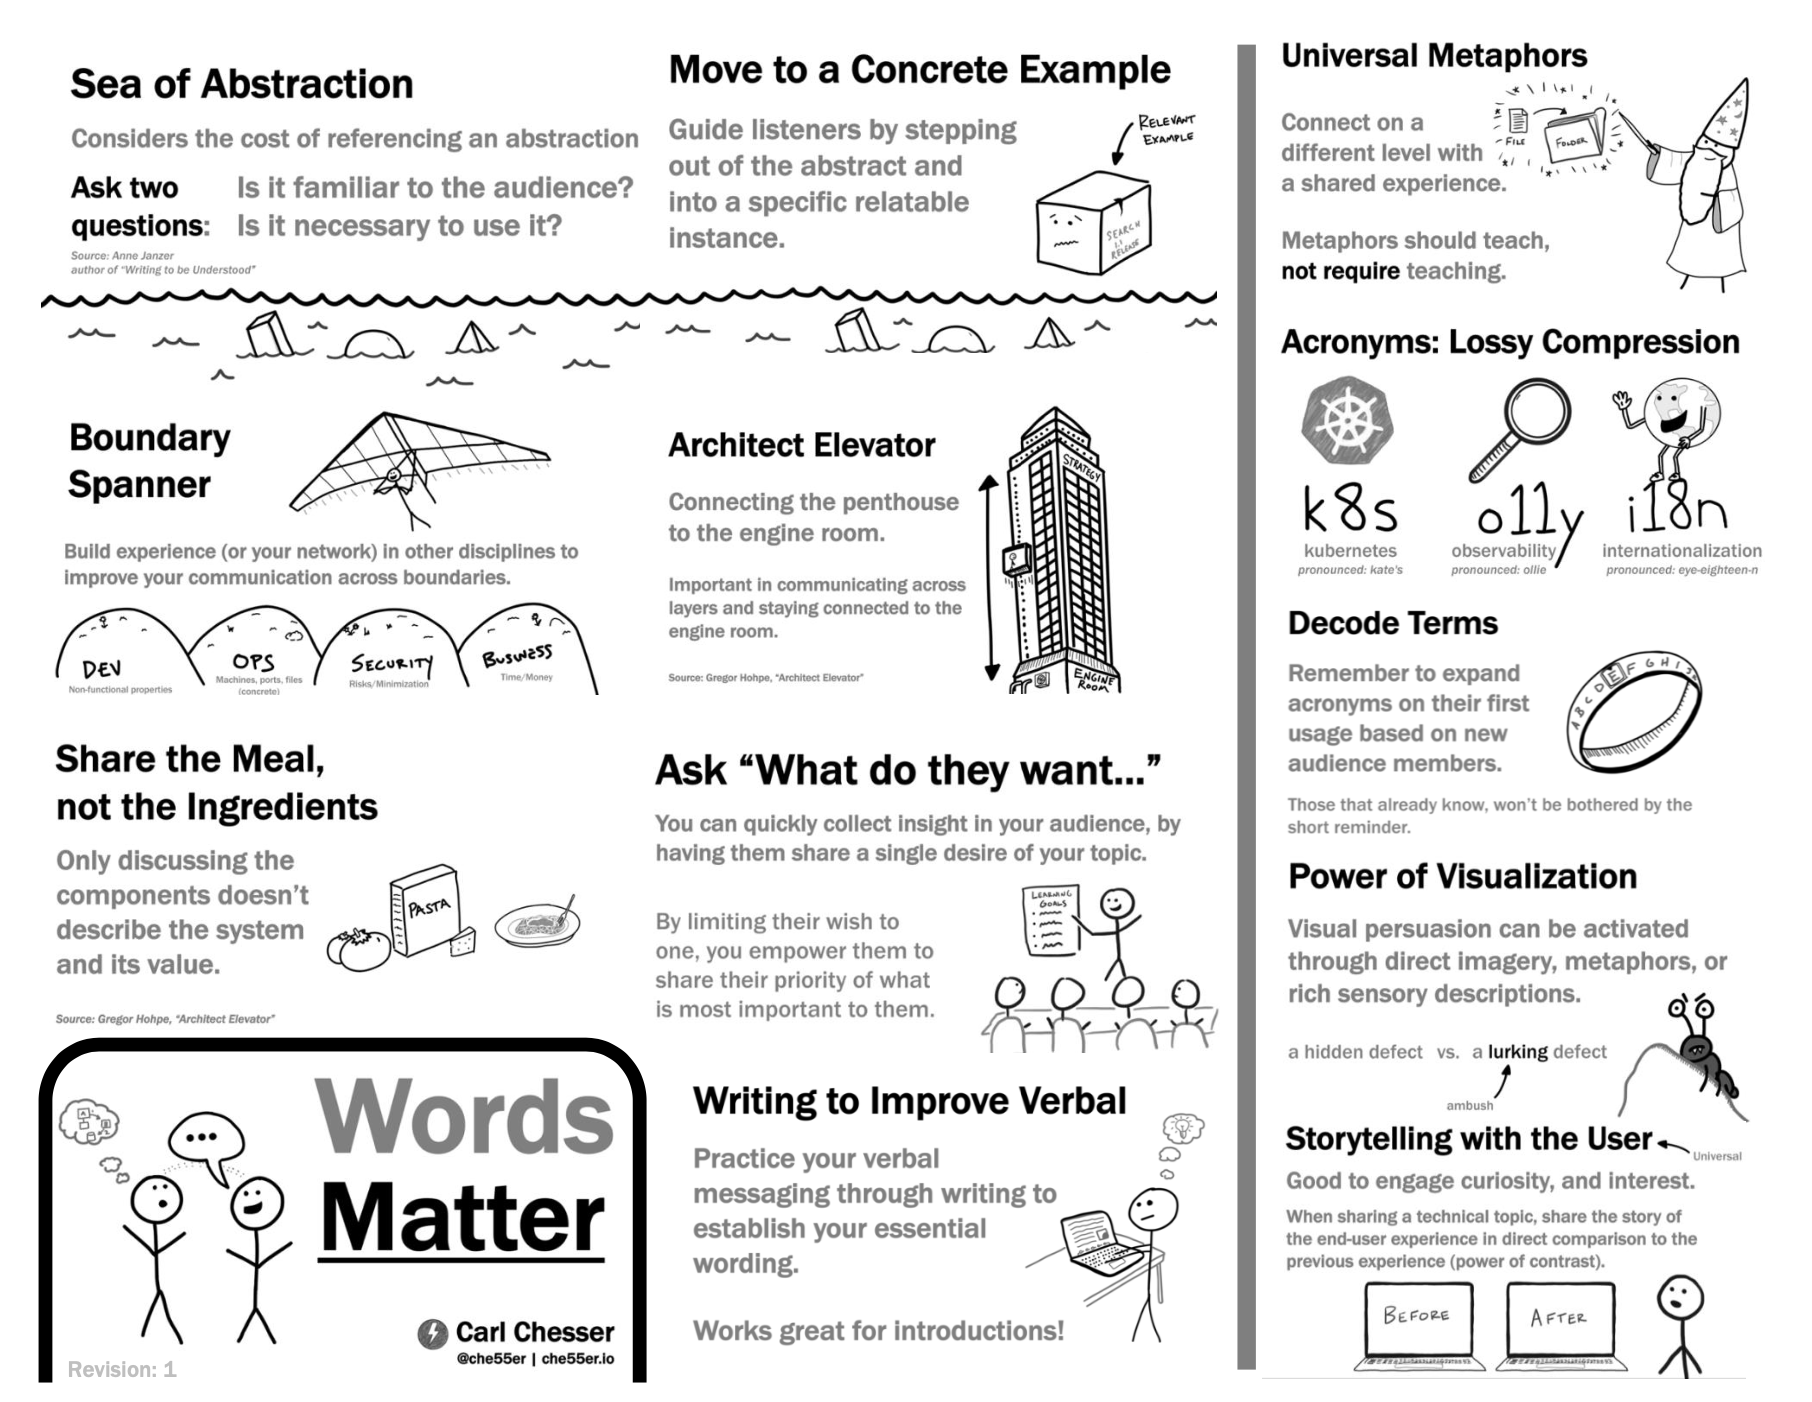 Sea of Abstraction
Considers the cost of referencing an abstraction
Ask two questions:
Is it familiar to the audience?
Is it necessary to use it?
Source: Anne Janzer
author of "Writing to be Understood"
Move to a Concrete Example
Guide listeners by stepping
out of the abstract and
into a specific relatable
instance.
RELEVANT
EXAMPLE
SEARCH
1.1
RELEASE
Boundary
Spanner
Build experience (or your network) in other disciplines to
improve your communication across boundaries.
DEV
Non-functional properties
OPS
Machines, ports, files
(concrete)
SECURITY
Risks/Minimization
BUSINESS
Time/Money
Architect Elevator
Connecting the penthouse
to the engine room.
Important in communicating across
layers and staying connected to the
engine room.
Source: Gregor Hohpe, "Architect Elevator"
STRATEGY
ENGINE
ROOM
Share the Meal,
not the Ingredients
Only discussing the
components doesn't
describe the system
and its value.
PASTA
Source: Gregor Hohpe, "Architect Elevator"
Ask “What do they want...”
You can quickly collect insight in your audience, by
having them share a single desire of your topic.
By limiting their wish to
one, you empower them to
share their priority of what
is most important to them.
LEARNING
GOALS
Words
Matter
Carl Chesser
@che55er | che55er.io
Revision: 1
Writing to Improve Verbal
Practice your verbal
messaging through writing to
establish your essential
wording.
Works great for introductions!
Universal Metaphors
Connect on a
different level with
a shared experience.
Metaphors should teach,
not require teaching.
FILE
FOLDER
Acronyms: Lossy Compression
k8s
kubernetes
pronounced: kate's
o11y
observability
pronounced: ollie
i18n
internationalization
pronounced: eye-eighteen-n
Decode Terms
Remember to expand
acronyms on their first
usage based on new
audience members.
A B C D E F G H I J
Those that already know, won't be bothered by the
short reminder.
Power of Visualization
Visual persuasion can be activated
through direct imagery, metaphors, or
rich sensory descriptions.
a hidden defect vs. a lurking defect
ambush
Storytelling with the User
Universal
Good to engage curiosity, and interest.
When sharing a technical topic, share the story of
the end-user experience in direct comparison to the
previous experience (power of contrast).
BEFORE
AFTER